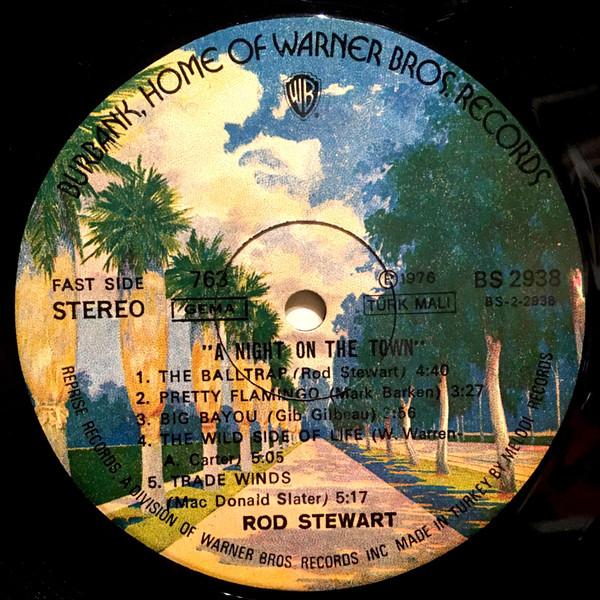 BURBANK, HOME OF WARNER BROS. RECORDS
WB
FAST SIDE
STEREO
763
GEMA
Ⓟ 1976
TÜRK MALI
BS 2938
BS-2-2938
"A NIGHT ON THE TOWN"
1. THE BALLTRAP (Rod Stewart) 4:40
2. PRETTY FLAMINGO (Mark Barken) 3:27
3. BIG BAYOU (Gib Gilbeau) 3:56
4. THE WILD SIDE OF LIFE (W. Warren-
A. Carter) 5:05
5. TRADE WINDS
(Mac Donald Slater) 5:17
ROD STEWART
REPRISE RECORDS A DIVISION OF WARNER BROS. RECORDS INC MADE IN TURKEY BY MELODİ RECORDS